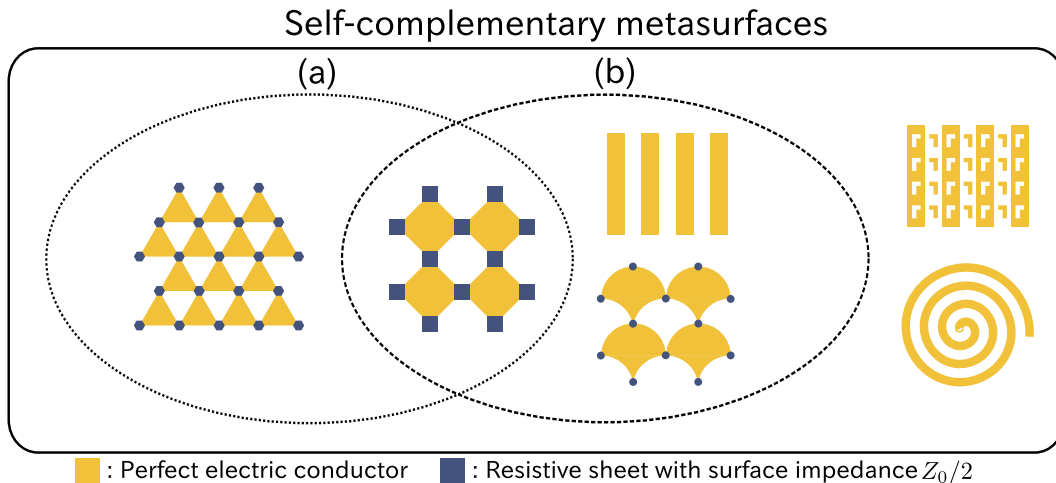 Self-complementary metasurfaces
(a)
(b)
: Perfect electric conductor
: Resistive sheet with surface impedance Z₀/2